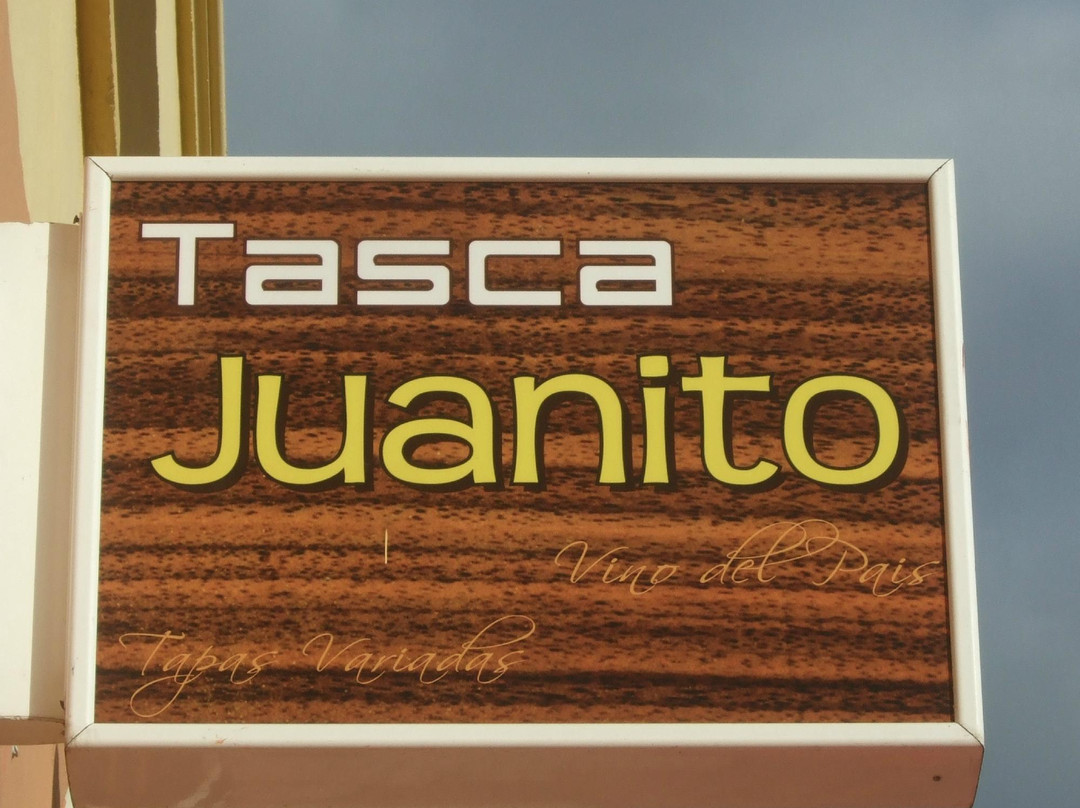 Tasca
Juanito
Vino del Pais
Tapas Variadas